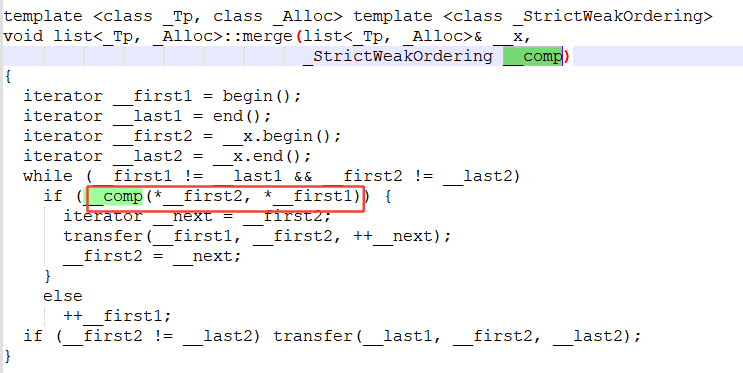 template <class _Tp, class _Alloc> template <class _StrictWeakOrdering>
void list<_Tp, _Alloc>::merge(list<_Tp, _Alloc>& __x,
                              _StrictWeakOrdering __comp)
{
  iterator __first1 = begin();
  iterator __last1 = end();
  iterator __first2 = __x.begin();
  iterator __last2 = __x.end();
  while (__first1 != __last1 && __first2 != __last2)
    if (__comp(*__first2, *__first1)) {
      iterator __next = __first2;
      transfer(__first1, __first2, ++__next);
      __first2 = __next;
    }
    else
      ++__first1;
  if (__first2 != __last2) transfer(__last1, __first2, __last2);
}